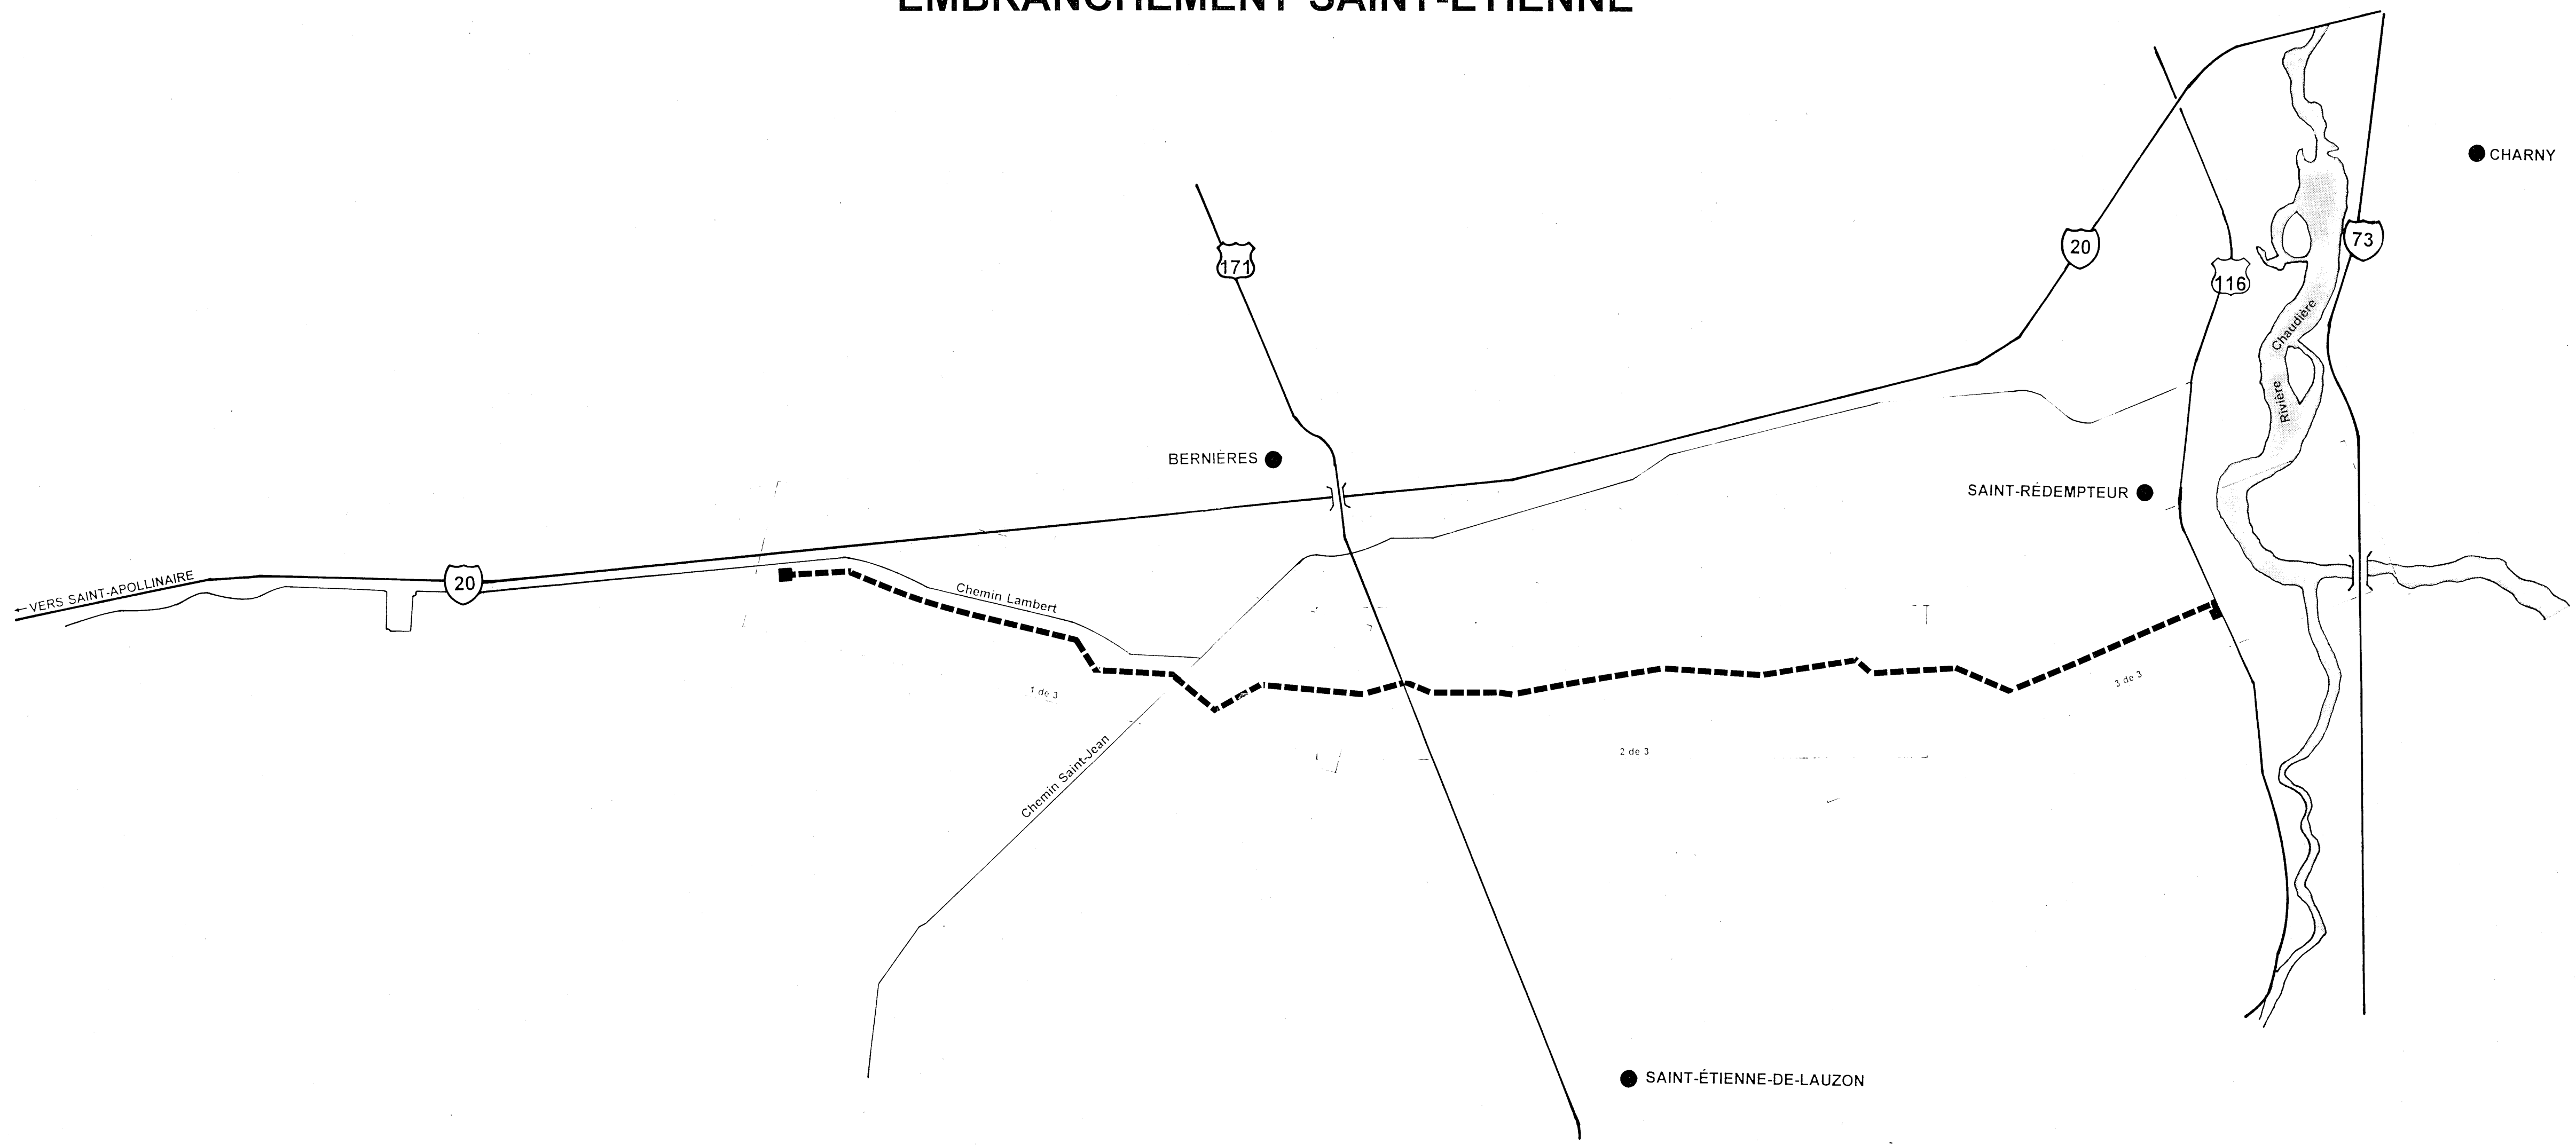 EMBRANCHEMENT SAINT-ÉTIENNE
CHARNY
171
20
73
116
Rivière Chaudière
BERNIÈRES
SAINT-RÉDEMPTEUR
← VERS SAINT-APOLLINAIRE
20
Chemin Lambert
1 de 3
3 de 3
2 de 3
Chemin Saint-Jean
SAINT-ÉTIENNE-DE-LAUZON